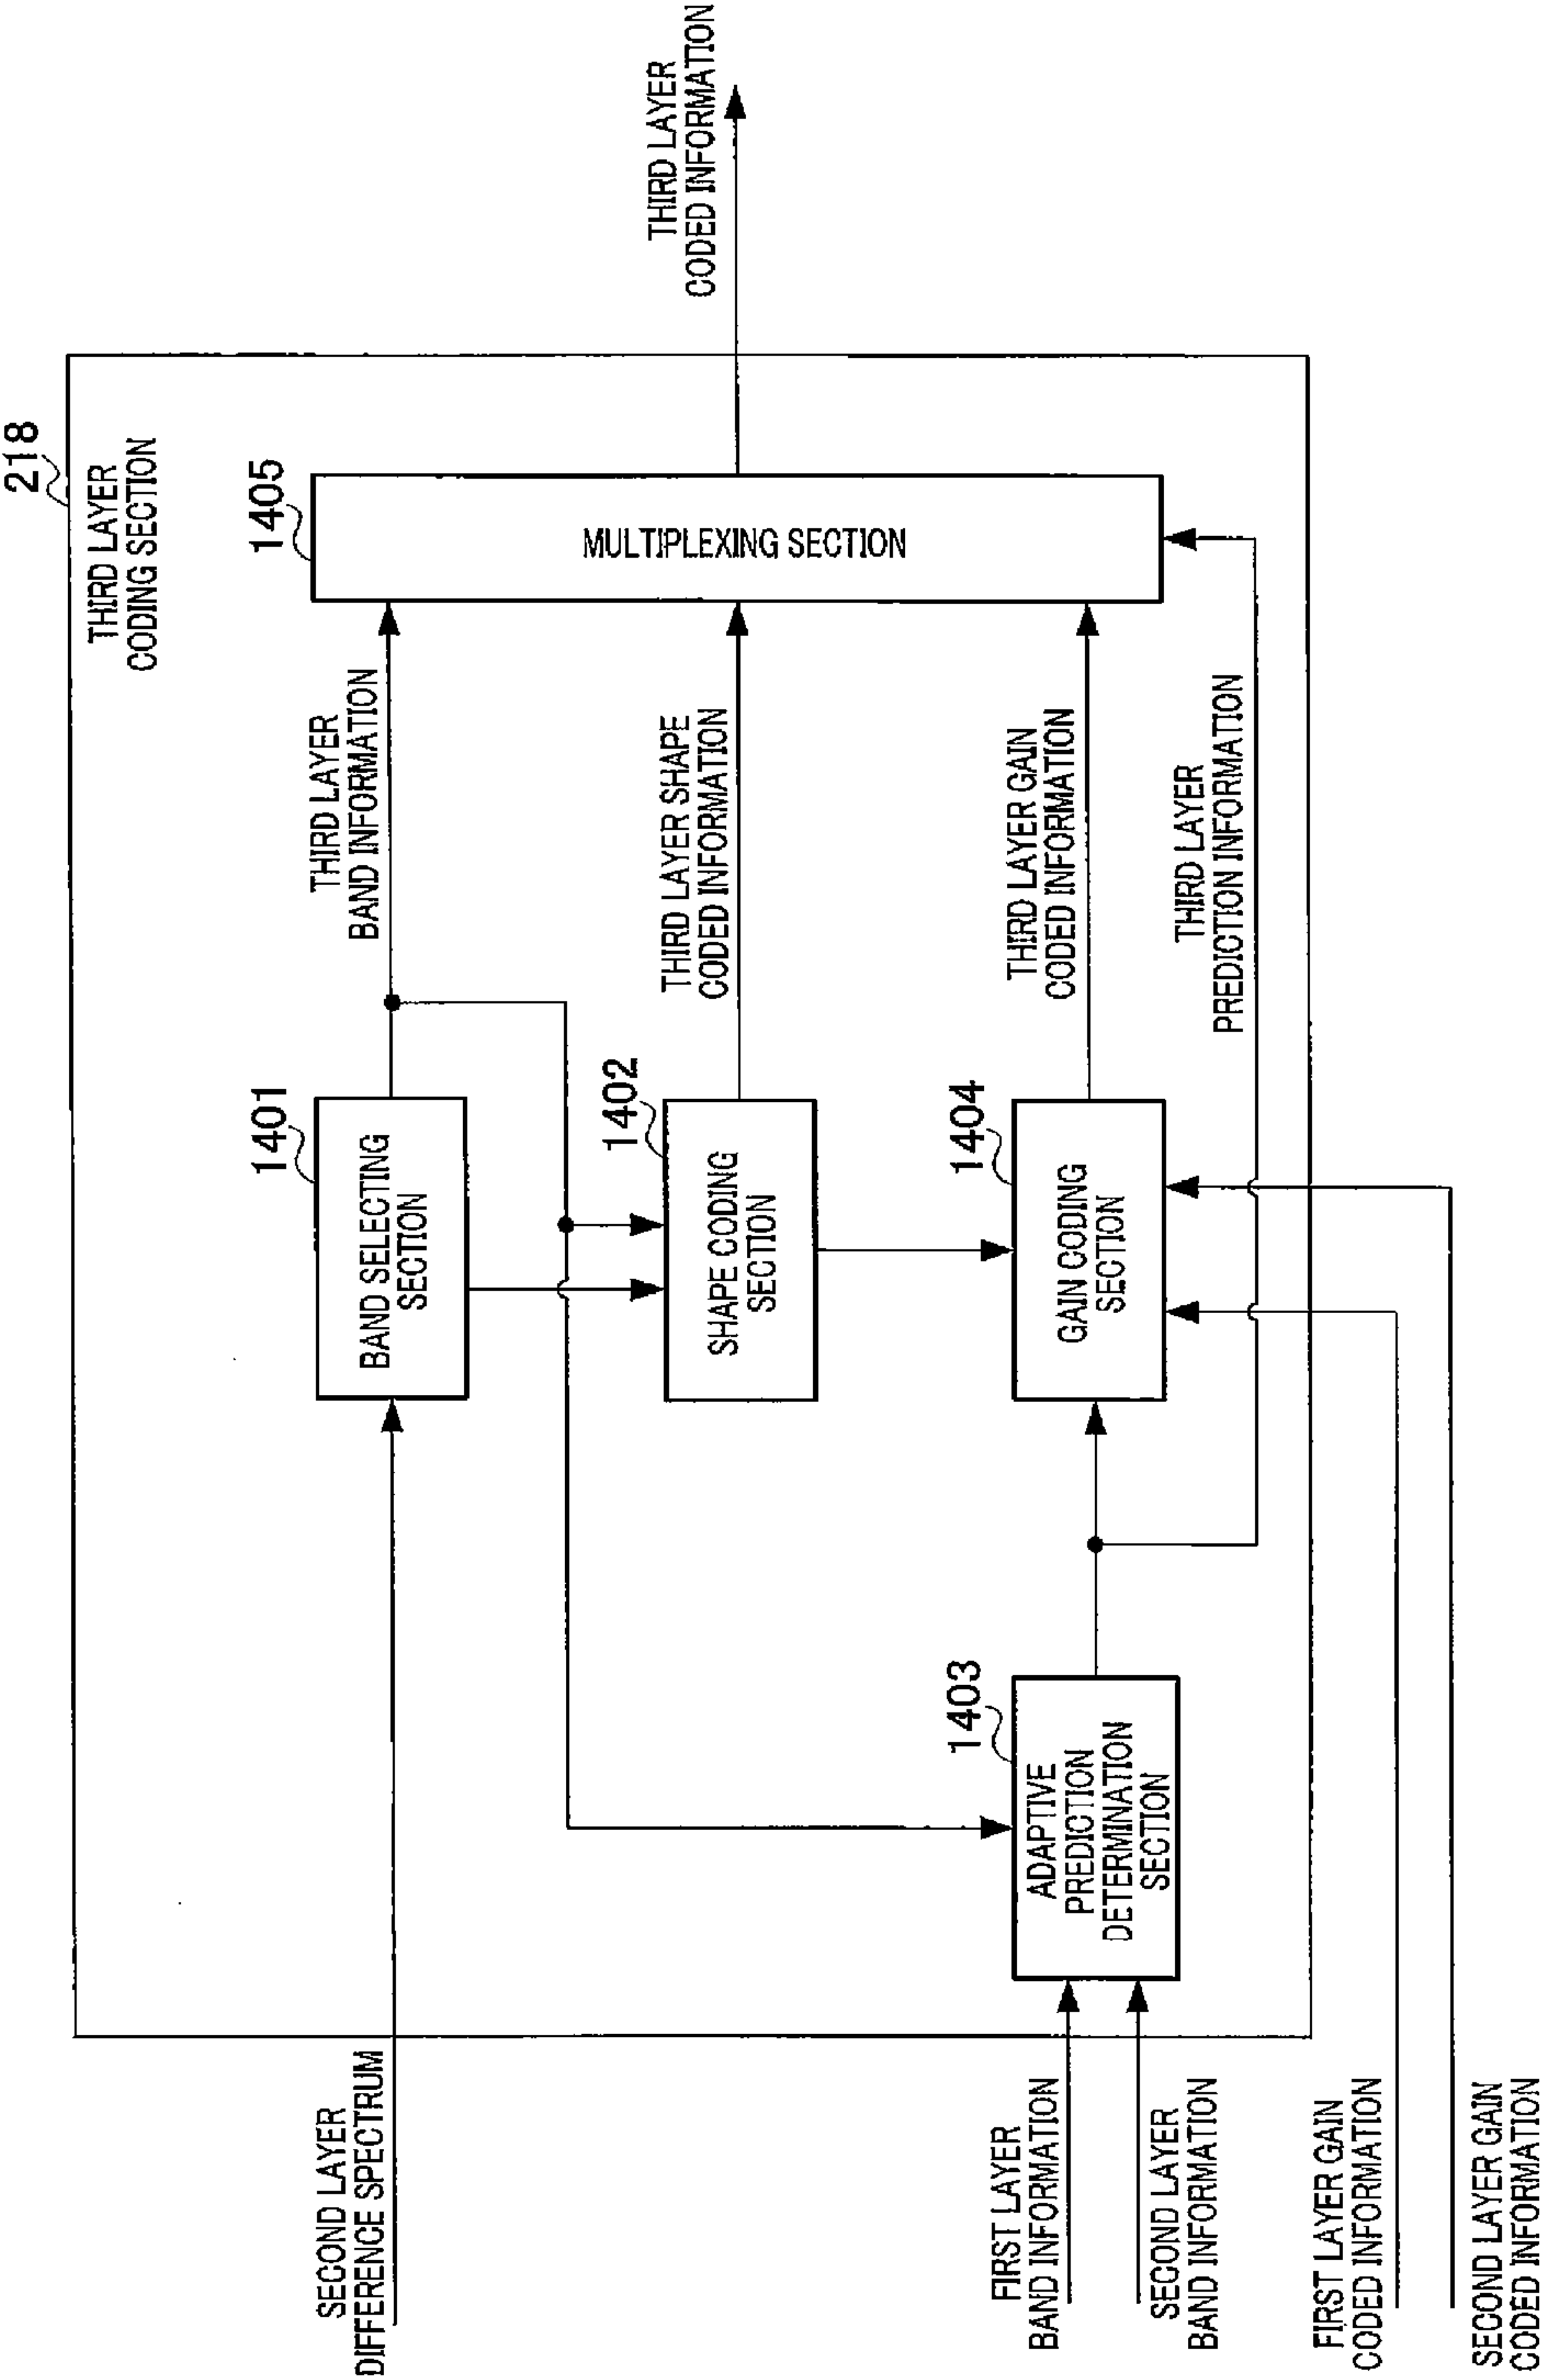 218
THIRD LAYER
CODING SECTION
SECOND LAYER
DIFFERENCE SPECTRUM
1401
BAND SELECTING
SECTION
THIRD LAYER
BAND INFORMATION
1405
MULTIPLEXING SECTION
THIRD LAYER
CODED INFORMATION
1402
SHAPE CODING
SECTION
THIRD LAYER SHAPE
CODED INFORMATION
FIRST LAYER
BAND INFORMATION
SECOND LAYER
BAND INFORMATION
1403
ADAPTIVE
PREDICTION
DETERMINATION
SECTION
1404
GAIN CODING
SECTION
THIRD LAYER GAIN
CODED INFORMATION
THIRD LAYER
PREDICTION INFORMATION
FIRST LAYER GAIN
CODED INFORMATION
SECOND LAYER GAIN
CODED INFORMATION